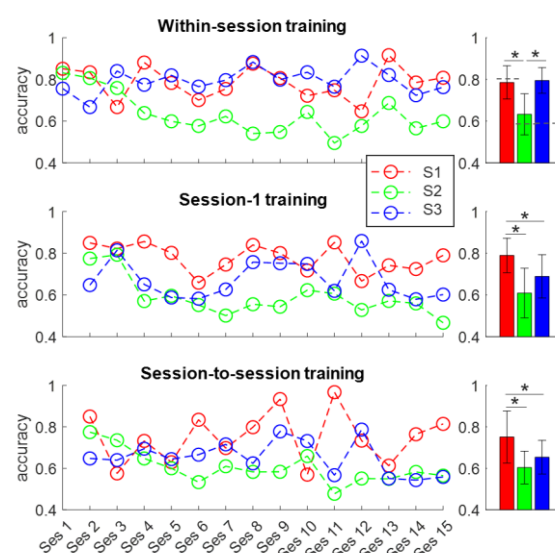 Within-session training
accuracy
1
0.8
0.6
0.4
1
0.8
0.6
0.4
*
*
S1
S2
S3
Session-1 training
accuracy
1
0.8
0.6
0.4
1
0.8
0.6
0.4
*
*
Session-to-session training
accuracy
1
0.8
0.6
0.4
1
0.8
0.6
0.4
*
*
Ses 1
Ses 2
Ses 3
Ses 4
Ses 5
Ses 6
Ses 7
Ses 8
Ses 9
Ses 10
Ses 11
Ses 12
Ses 13
Ses 14
Ses 15